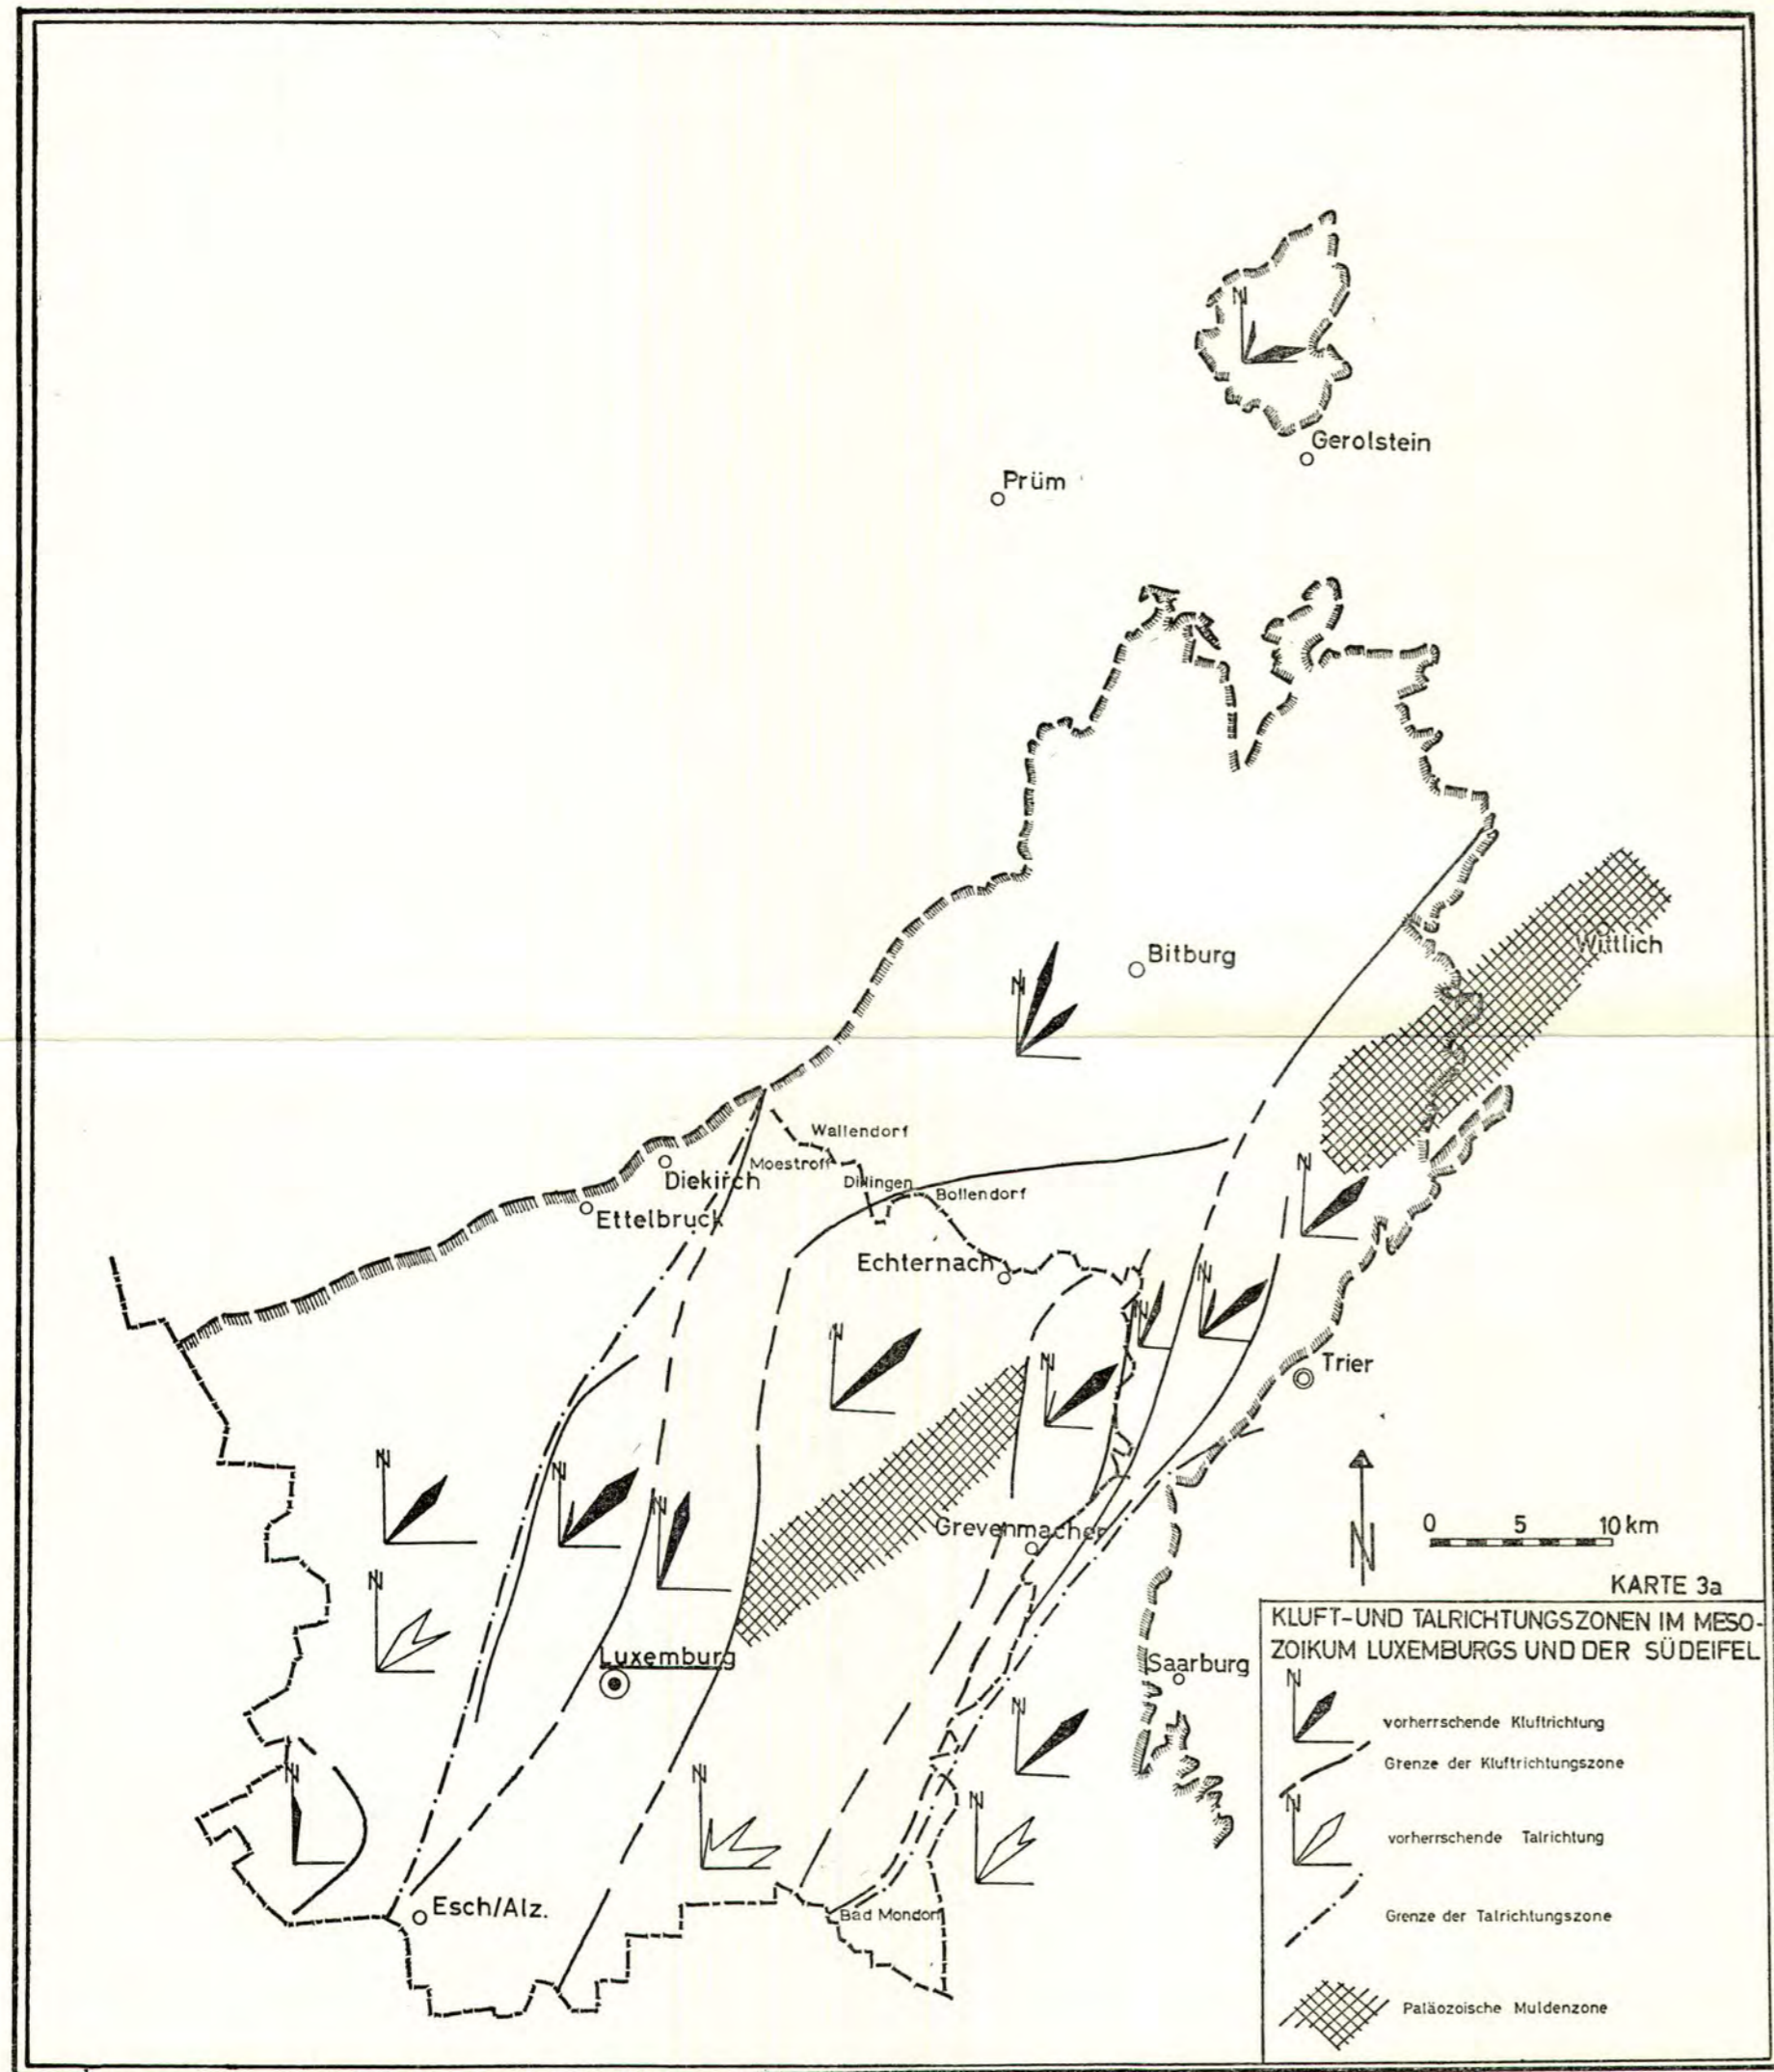 N
Gerolstein
Prüm
Bitburg
N
Wittlich
Wallendorf
Moestroff
Diekirch
Dillingen
Bollendorf
Ettelbruck
Echternach
N
N
N
N
N
Trier
N
N
N
Grevenmacher
N
0 5 10 km
N
Luxemburg
Saarburg
N
N
N
N
Esch/Alz.
Bad Mondorf
KARTE 3a
KLUFT-UND TALRICHTUNGSZONEN IM MESO-
ZOIKUM LUXEMBURGS UND DER SÜDEIFEL
N
vorherrschende Kluftrichtung
Grenze der Kluftrichtungszone
N
vorherrschende Talrichtung
Grenze der Talrichtungszone
Paläozoische Muldenzone